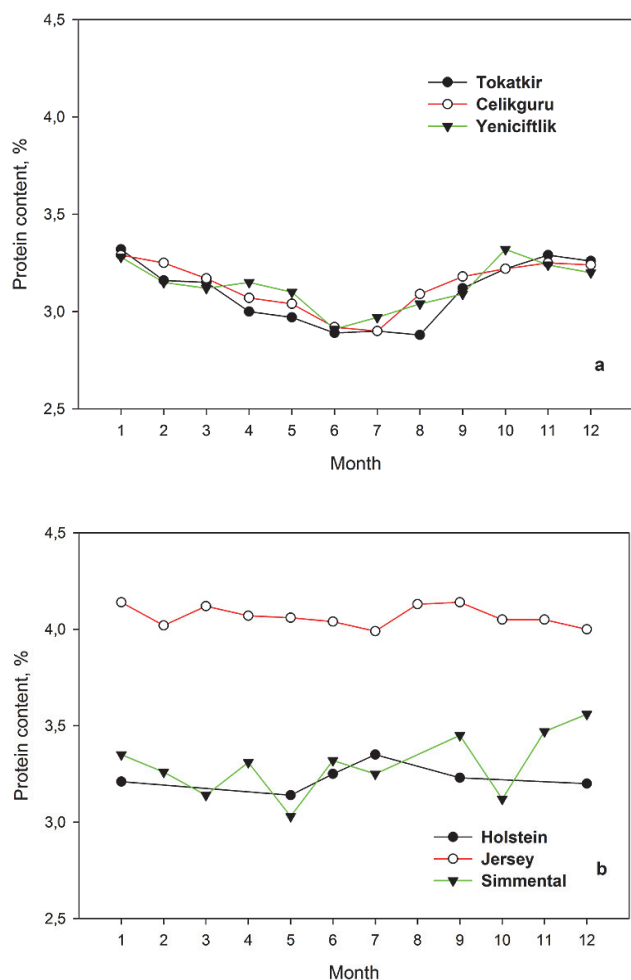 4,5
Tokatkir
Celikguru
Yeniciftlik
4,0
Protein content, %
3,5
3,0
a
2,5
1 2 3 4 5 6 7 8 9 10 11 12
Month
4,5
4,0
Protein content, %
3,5
3,0
Holstein
Jersey
b
Simmental
2,5
1 2 3 4 5 6 7 8 9 10 11 12
Month